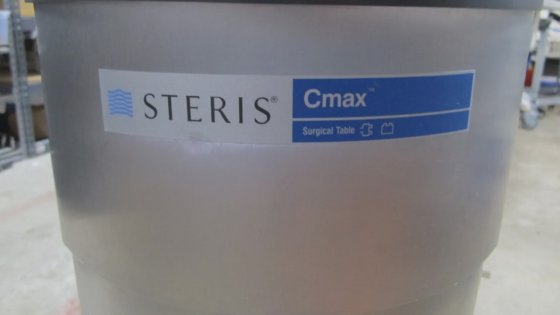 STERIS®
Cmax™
Surgical Table